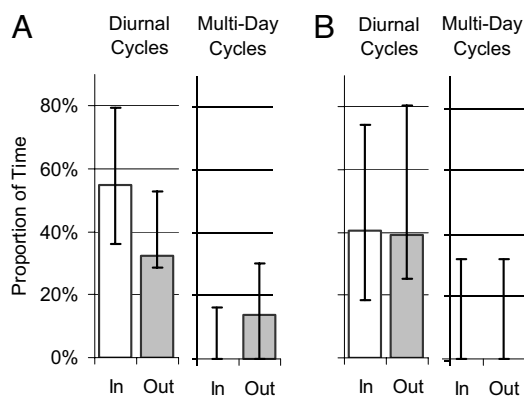 A
Diurnal Cycles
Multi-Day Cycles
B
Diurnal Cycles
Multi-Day Cycles
Proportion of Time
80%
60%
40%
20%
0%
In Out In Out In Out In Out